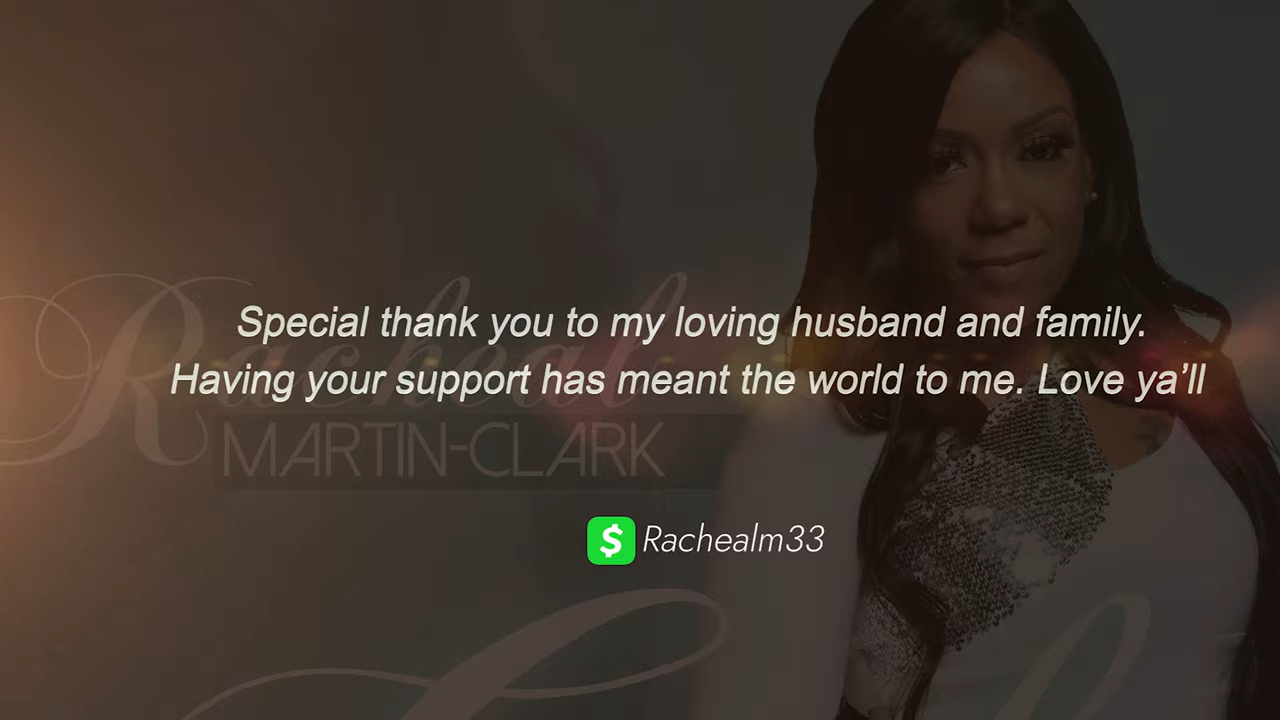 Special thank you to my loving husband and family.
Having your support has meant the world to me. Love ya’ll
Racheal
MARTIN-CLARK
$ Rachealm33